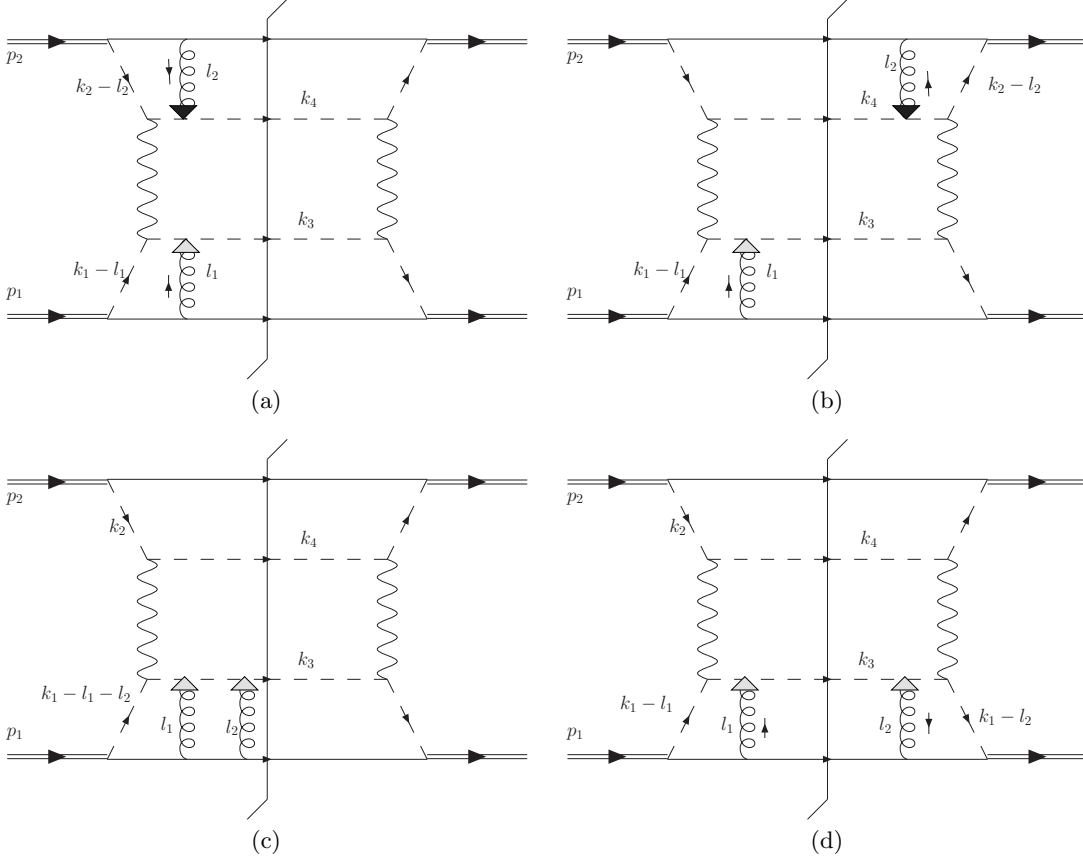 p₂
k₂ − l₂
l₂
k₄
k₃
k₁ − l₁
l₁
p₁
(a)
p₂
l₂
k₄
k₂ − l₂
k₃
k₁ − l₁
l₁
p₁
(b)
p₂
k₂
k₄
k₃
k₁ − l₁ − l₂
l₁
l₂
p₁
(c)
p₂
k₂
k₄
k₃
k₁ − l₁
l₁
l₂
k₁ − l₂
p₁
(d)